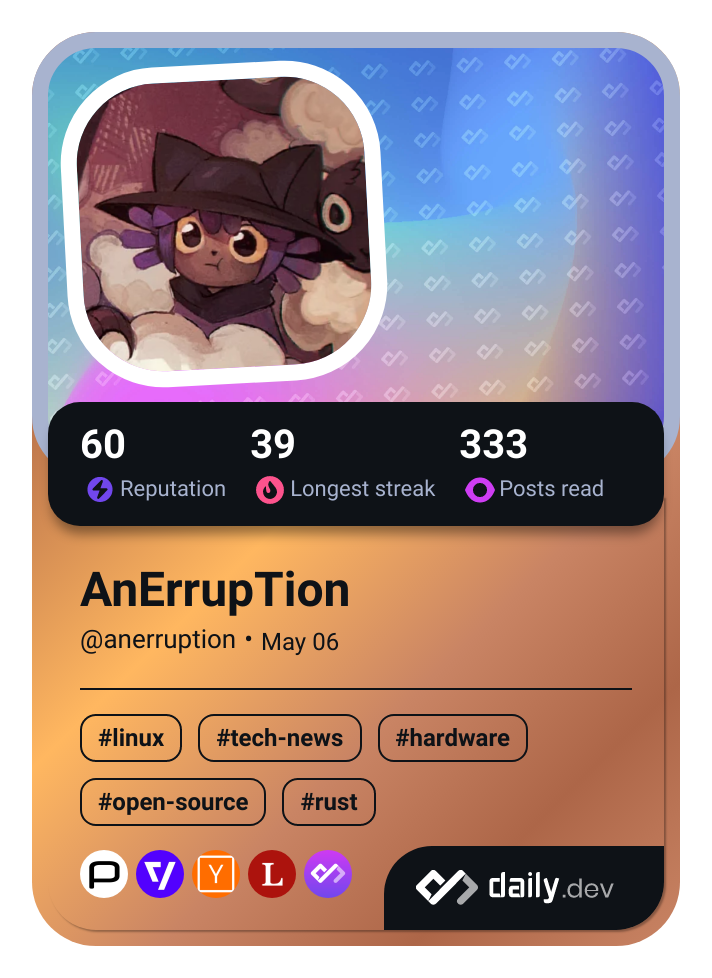 60 39 333
Reputation Longest streak Posts read
AnErrupTion
@anerruption • May 06
#linux #tech-news #hardware
#open-source #rust
P Y L daily.dev